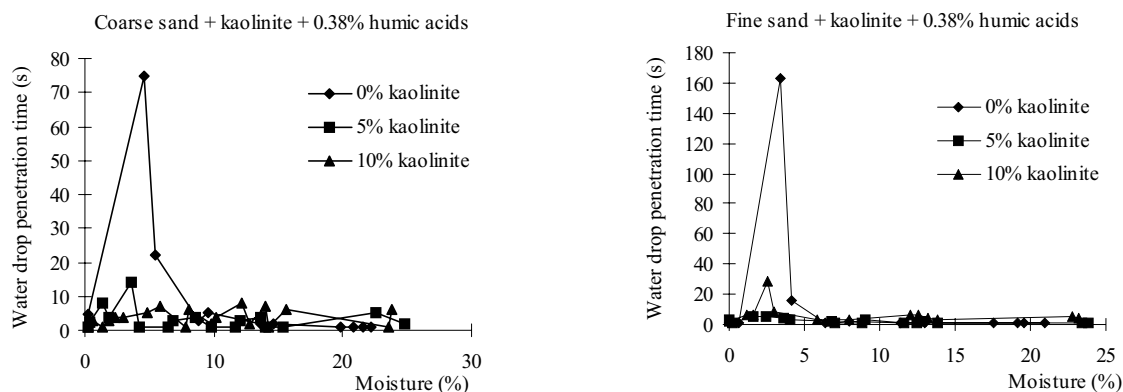 Coarse sand + kaolinite + 0.38% humic acids
Water drop penetration time (s)
80
70
60
50
40
30
20
10
0
0 10 20 30
Moisture (%)
0% kaolinite
5% kaolinite
10% kaolinite
Fine sand + kaolinite + 0.38% humic acids
Water drop penetration time (s)
180
160
140
120
100
80
60
40
20
0
0 5 10 15 20 25
Moisture (%)
0% kaolinite
5% kaolinite
10% kaolinite